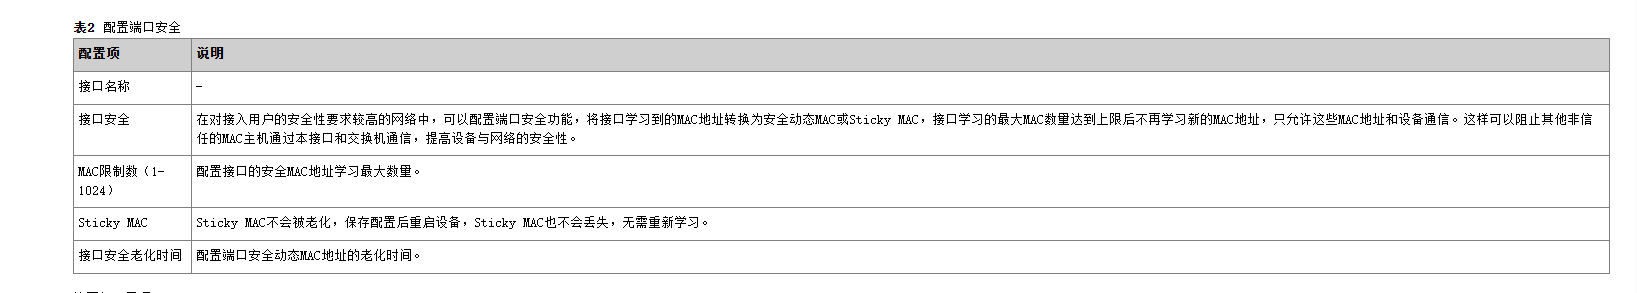 表2 配置端口安全
配置项 说明
接口名称 -
接口安全 在对接入用户的安全性要求较高的网络中，可以配置端口安全功能，将接口学习到的MAC地址转换为安全动态MAC或Sticky MAC，接口学习的最大MAC数量达到上限后不再学习新的MAC地址，只允许这些MAC地址和设备通信。这样可以阻止其他非信
任的MAC主机通过本接口和交换机通信，提高设备与网络的安全性。
MAC限制数（1-
1024） 配置接口的安全MAC地址学习最大数量。
Sticky MAC Sticky MAC不会被老化，保存配置后重启设备，Sticky MAC也不会丢失，无需重新学习。
接口安全老化时间 配置端口安全动态MAC地址的老化时间。